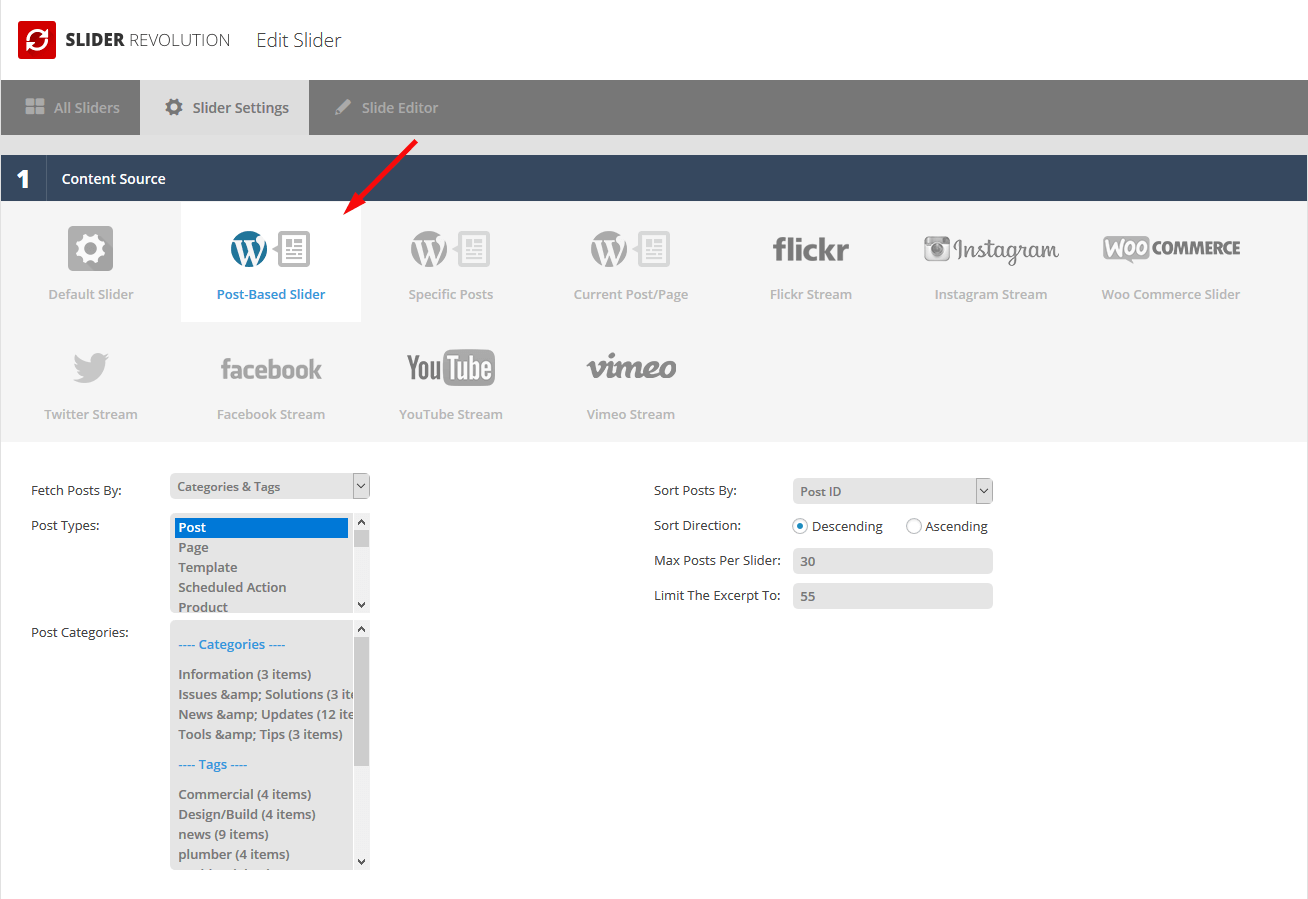 SLIDER REVOLUTION Edit Slider
All Sliders Slider Settings Slide Editor
1 Content Source
flickr Instagram WOO COMMERCE
Default Slider Post-Based Slider Specific Posts Current Post/Page Flickr Stream Instagram Stream Woo Commerce Slider
facebook YouTube vimeo
Twitter Stream Facebook Stream YouTube Stream Vimeo Stream
Fetch Posts By: Categories & Tags
Post Types: Post
Page
Template
Scheduled Action
Product
Post Categories:
---- Categories ----
Information (3 items)
Issues &amp; Solutions (3 ite
News &amp; Updates (12 ite
Tools &amp; Tips (3 items)
---- Tags ----
Commercial (4 items)
Design/Build (4 items)
news (9 items)
plumber (4 items)
Sort Posts By: Post ID
Sort Direction: Descending Ascending
Max Posts Per Slider: 30
Limit The Excerpt To: 55